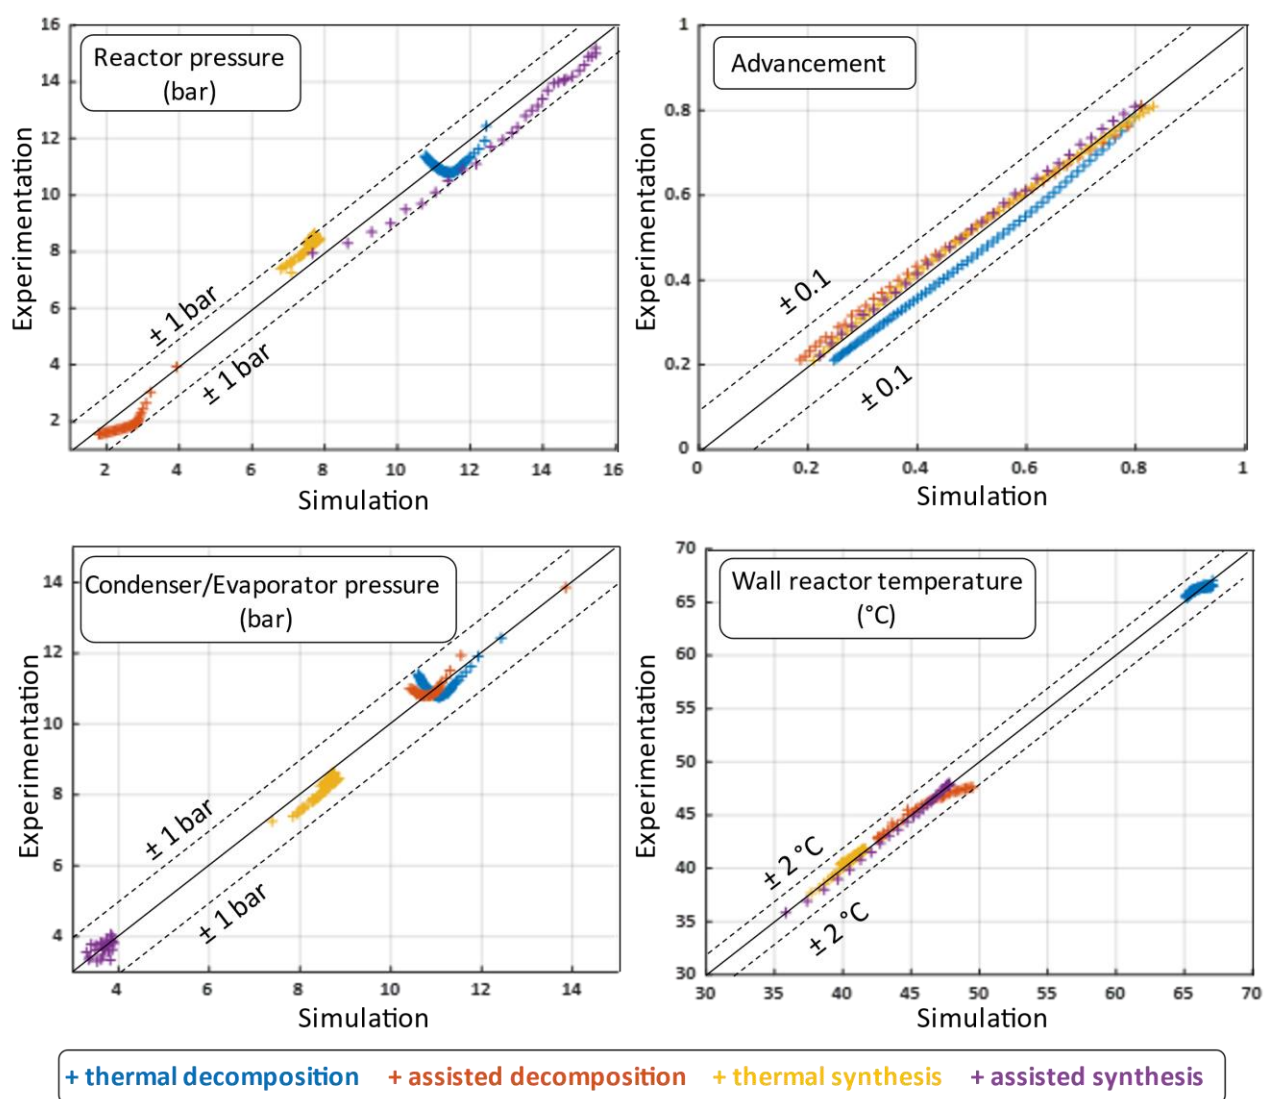 Reactor pressure
(bar)
± 1 bar
± 1 bar
Experimentation
16
14
12
10
8
6
4
2
2
4
6
8
10
12
14
16
Simulation
Advancement
± 0.1
± 0.1
Experimentation
1
0.8
0.6
0.4
0.2
0
0
0.2
0.4
0.6
0.8
1
Simulation
Condenser/Evaporator pressure
(bar)
± 1 bar
± 1 bar
Experimentation
14
12
10
8
6
4
4
6
8
10
12
14
Simulation
Wall reactor temperature
(°C)
± 2 °C
± 2 °C
Experimentation
70
65
60
55
50
45
40
35
30
30
35
40
45
50
55
60
65
70
Simulation
+ thermal decomposition + assisted decomposition + thermal synthesis + assisted synthesis